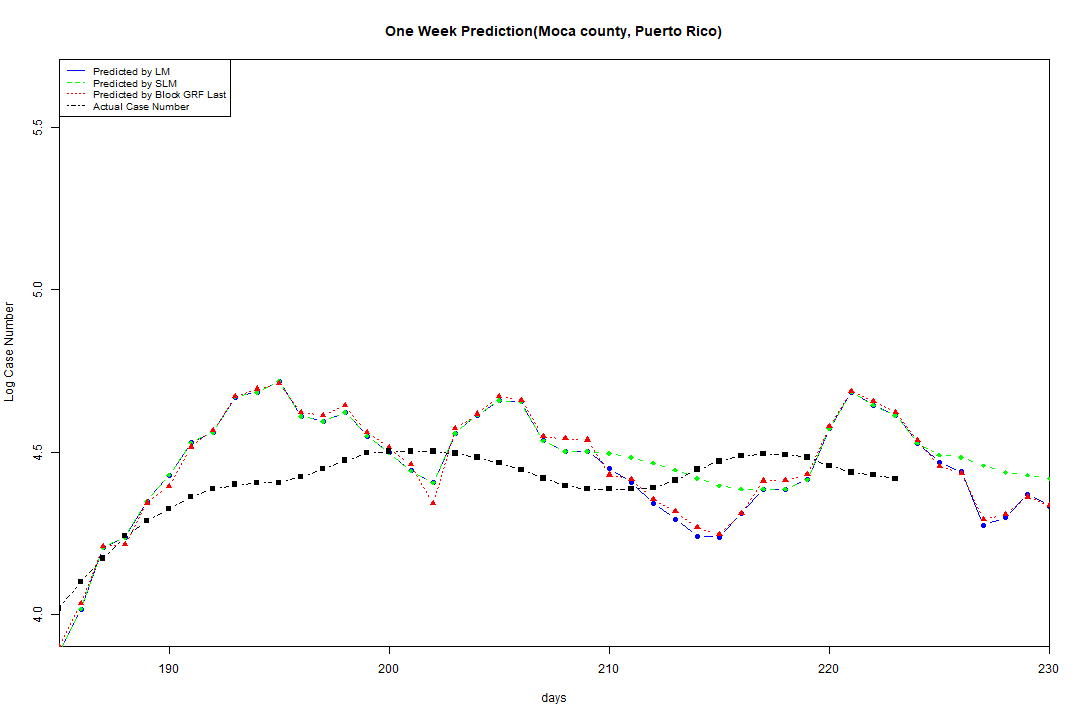 One Week Prediction(Moca county, Puerto Rico)
Predicted by LM
Predicted by SLM
Predicted by Block GRF Last
Actual Case Number
5.5
5.0
4.5
4.0
Log Case Number
190 200 210 220 230
days